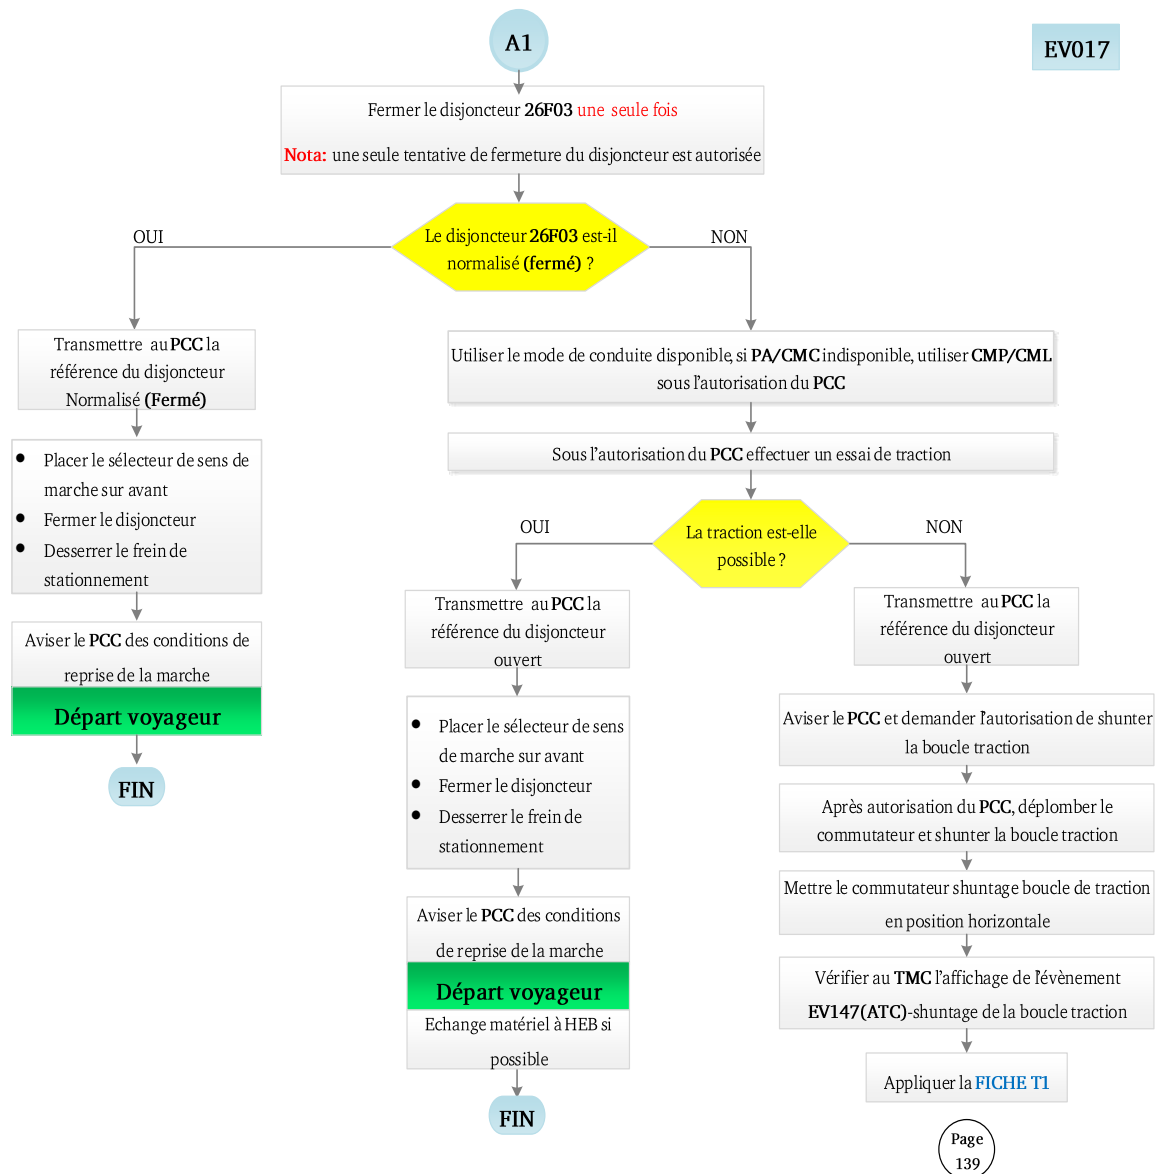 A1
EV017
Fermer le disjoncteur 26F03 une seule fois
Nota: une seule tentative de fermeture du disjoncteur est autorisée
Le disjoncteur 26F03 est-il
normalisé (fermé) ?
OUI
NON
Transmettre au PCC la
référence du disjoncteur
Normalisé (Fermé)
• Placer le sélecteur de sens de
marche sur avant
• Fermer le disjoncteur
• Desserrer le frein de
stationnement
Aviser le PCC des conditions de
reprise de la marche
Départ voyageur
FIN
Utiliser le mode de conduite disponible, si PA/CMC indisponible, utiliser CMP/CML
sous l'autorisation du PCC
Sous l'autorisation du PCC effectuer un essai de traction
La traction est-elle
possible ?
OUI
NON
Transmettre au PCC la
référence du disjoncteur
ouvert
• Placer le sélecteur de sens
de marche sur avant
• Fermer le disjoncteur
• Desserrer le frein de
stationnement
Aviser le PCC des conditions
de reprise de la marche
Départ voyageur
Echange matériel à HEB si
possible
FIN
Transmettre au PCC la
référence du disjoncteur
ouvert
Aviser le PCC et demander l'autorisation de shunter
la boucle traction
Après autorisation du PCC, déplomber le
commutateur et shunter la boucle traction
Mettre le commutateur shuntage boucle de traction
en position horizontale
Vérifier au TMC l'affichage de l'évènement
EV147(ATC)-shuntage de la boucle traction
Appliquer la FICHE T1
Page
139